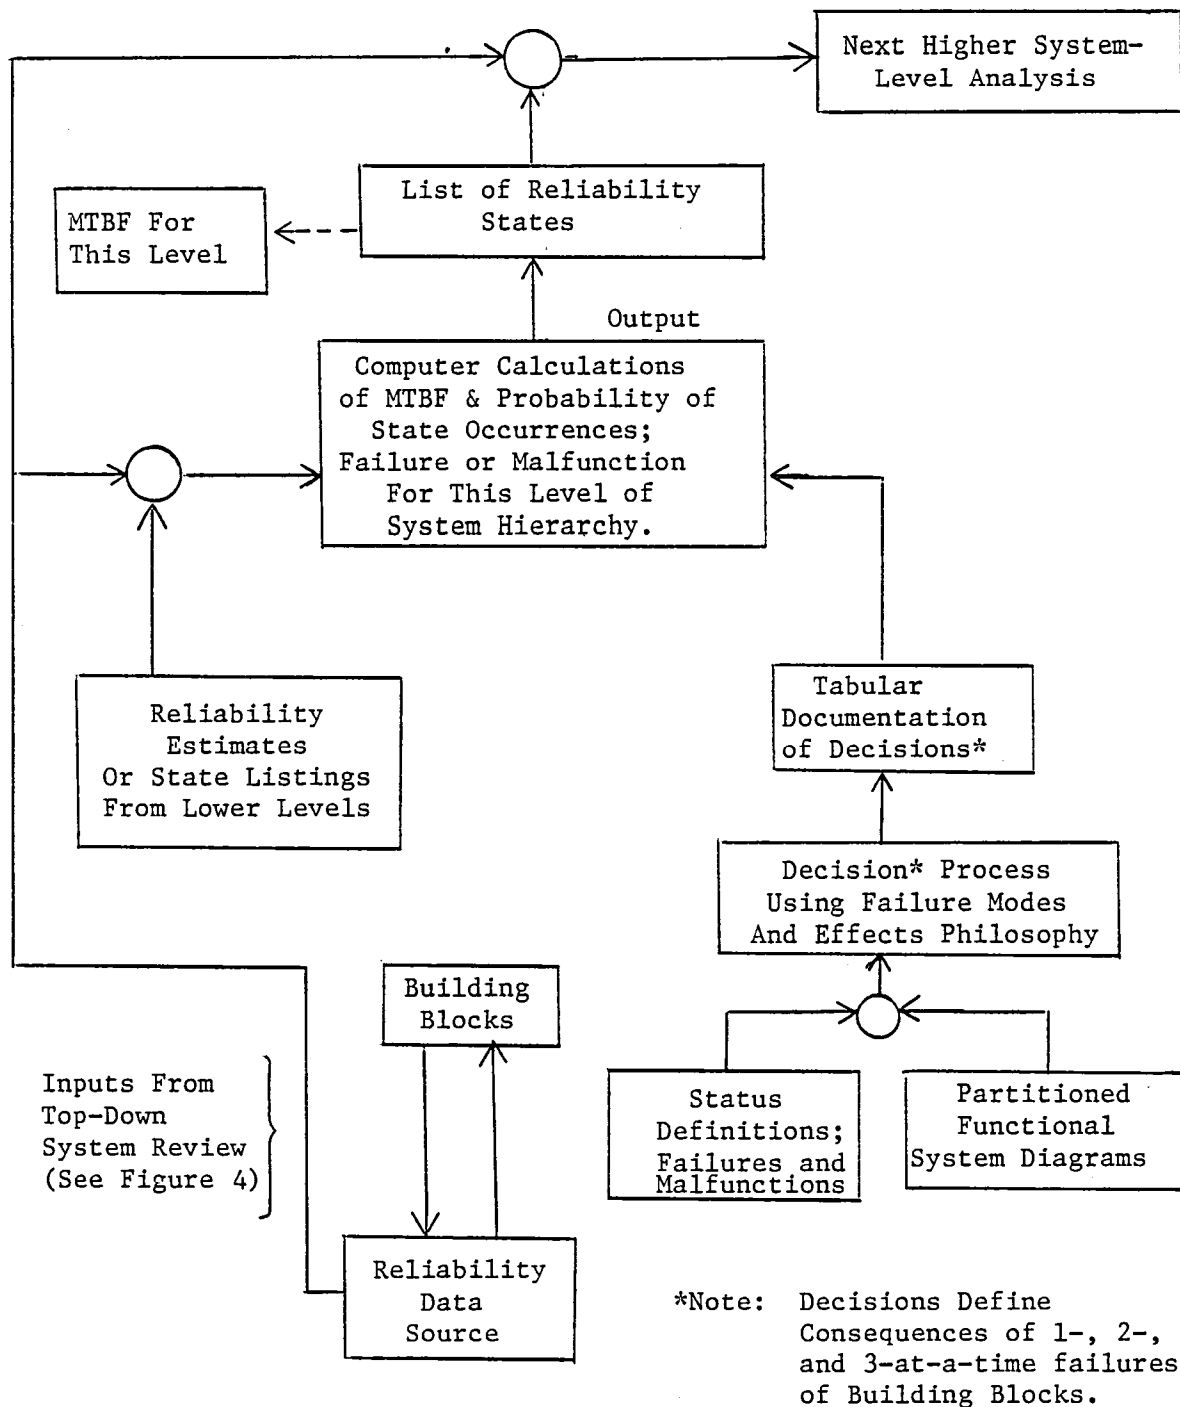 Next Higher System-
Level Analysis
List of Reliability
States
MTBF For
This Level
Output
Computer Calculations
of MTBF & Probability of
State Occurrences;
Failure or Malfunction
For This Level of
System Hierarchy.
Reliability
Estimates
Or State Listings
From Lower Levels
Tabular
Documentation
of Decisions*
Decision* Process
Using Failure Modes
And Effects Philosophy
Building
Blocks
Inputs From
Top-Down
System Review
(See Figure 4)
Status
Definitions;
Failures and
Malfunctions
Partitioned
Functional
System Diagrams
Reliability
Data
Source
*Note: Decisions Define
Consequences of 1-, 2-,
and 3-at-a-time failures
of Building Blocks.